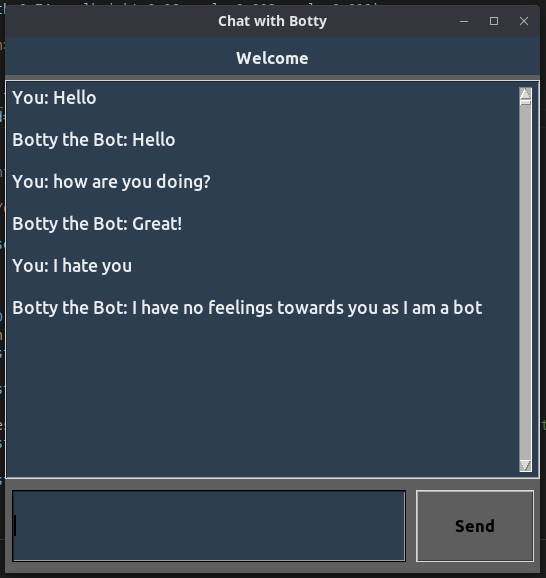 Chat with Botty
Welcome
You: Hello
Botty the Bot: Hello
You: how are you doing?
Botty the Bot: Great!
You: I hate you
Botty the Bot: I have no feelings towards you as I am a bot
Send